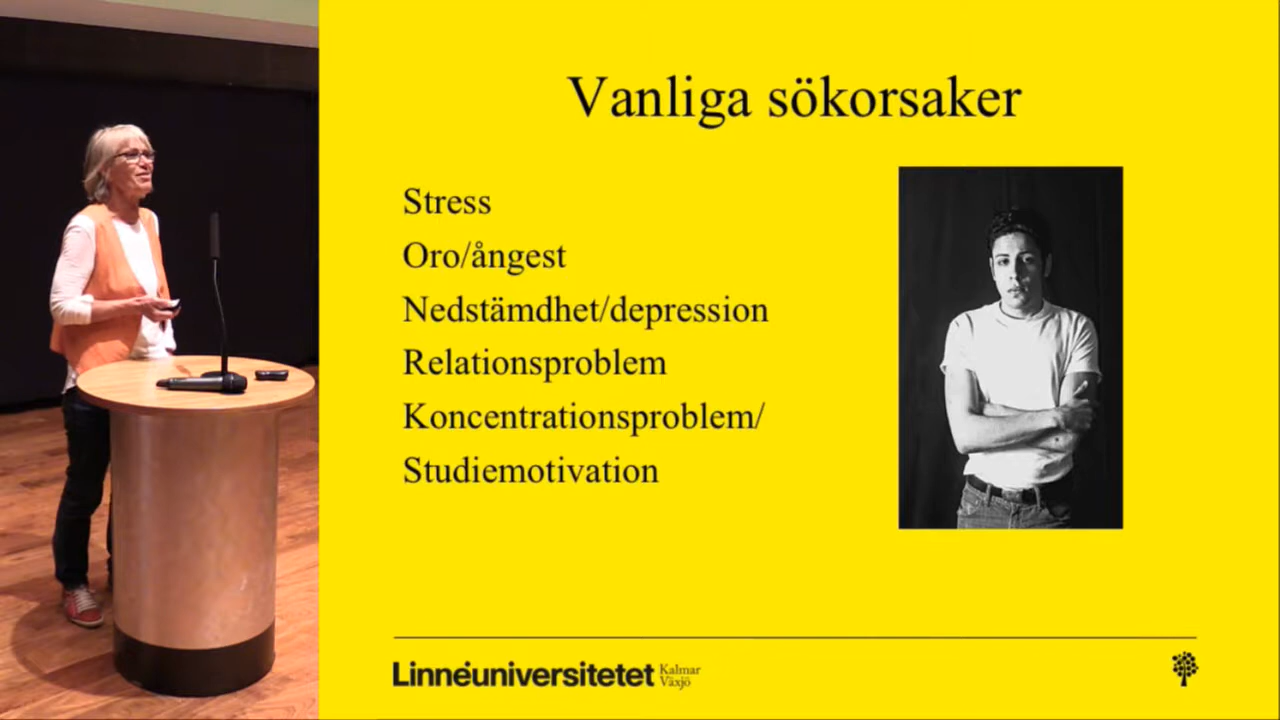 Vanliga sökorsaker
Stress
Oro/ångest
Nedstämdhet/depression
Relationsproblem
Koncentrationsproblem/
Studiemotivation
Linnéuniversitetet
Kalmar
Växjö